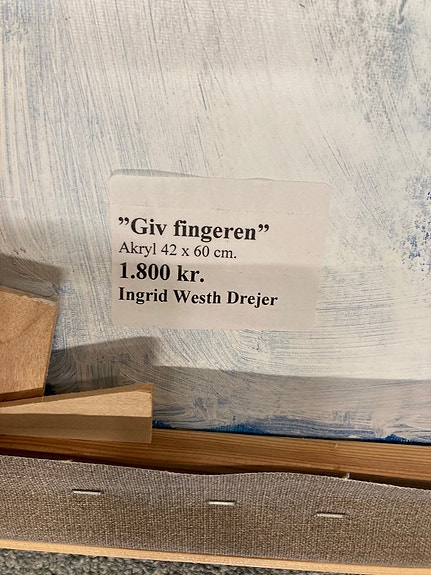 ”Giv fingeren”
Akryl 42 x 60 cm.
1.800 kr.
Ingrid Westh Drejer